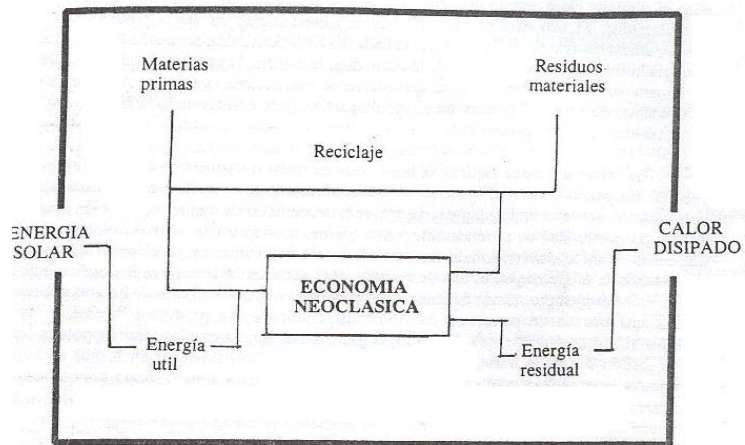 Materias
primas
Residuos
materiales
Reciclaje
ENERGIA
SOLAR
CALOR
DISIPADO
ECONOMIA
NEOCLASICA
Energía
util
Energía
residual